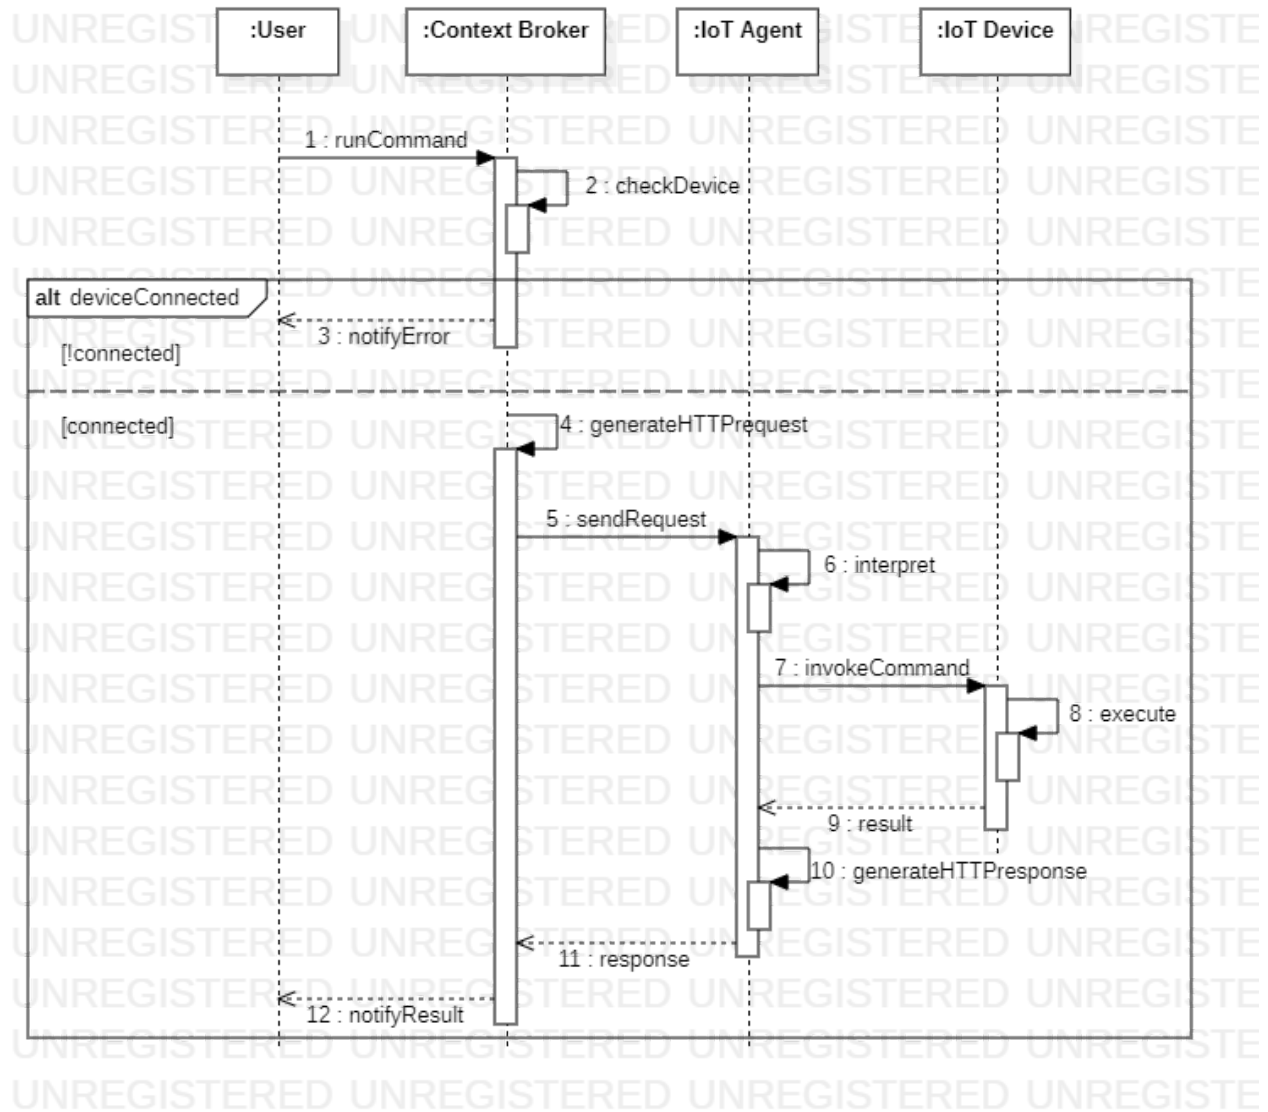 :User
:Context Broker
:IoT Agent
:IoT Device
1 : runCommand
2 : checkDevice
alt deviceConnected
3 : notifyError
[!connected]
[connected]
4 : generateHTTPrequest
5 : sendRequest
6 : interpret
7 : invokeCommand
8 : execute
9 : result
10 : generateHTTPresponse
11 : response
12 : notifyResult
UNREGISTERED